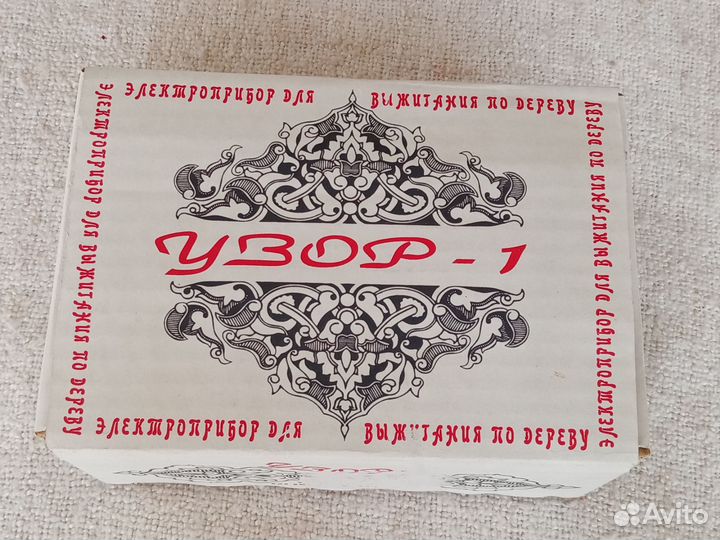 ЭЛЕКТРОПРИБОР ДЛЯ ВЫЖИГАНИЯ ПО ДЕРЕВУ
ЭЛЕКТРОПРИБОР ДЛЯ ВЫЖИГАНИЯ ПО ДЕРЕВУ
УЗОР - 1
ЭЛЕКТРОПРИБОР ДЛЯ ВЫЖИГАНИЯ ПО ДЕРЕВУ
ЭЛЕКТРОПРИБОР ДЛЯ ВЫЖИГАНИЯ ПО ДЕРЕВУ
УЗОР -
Avito